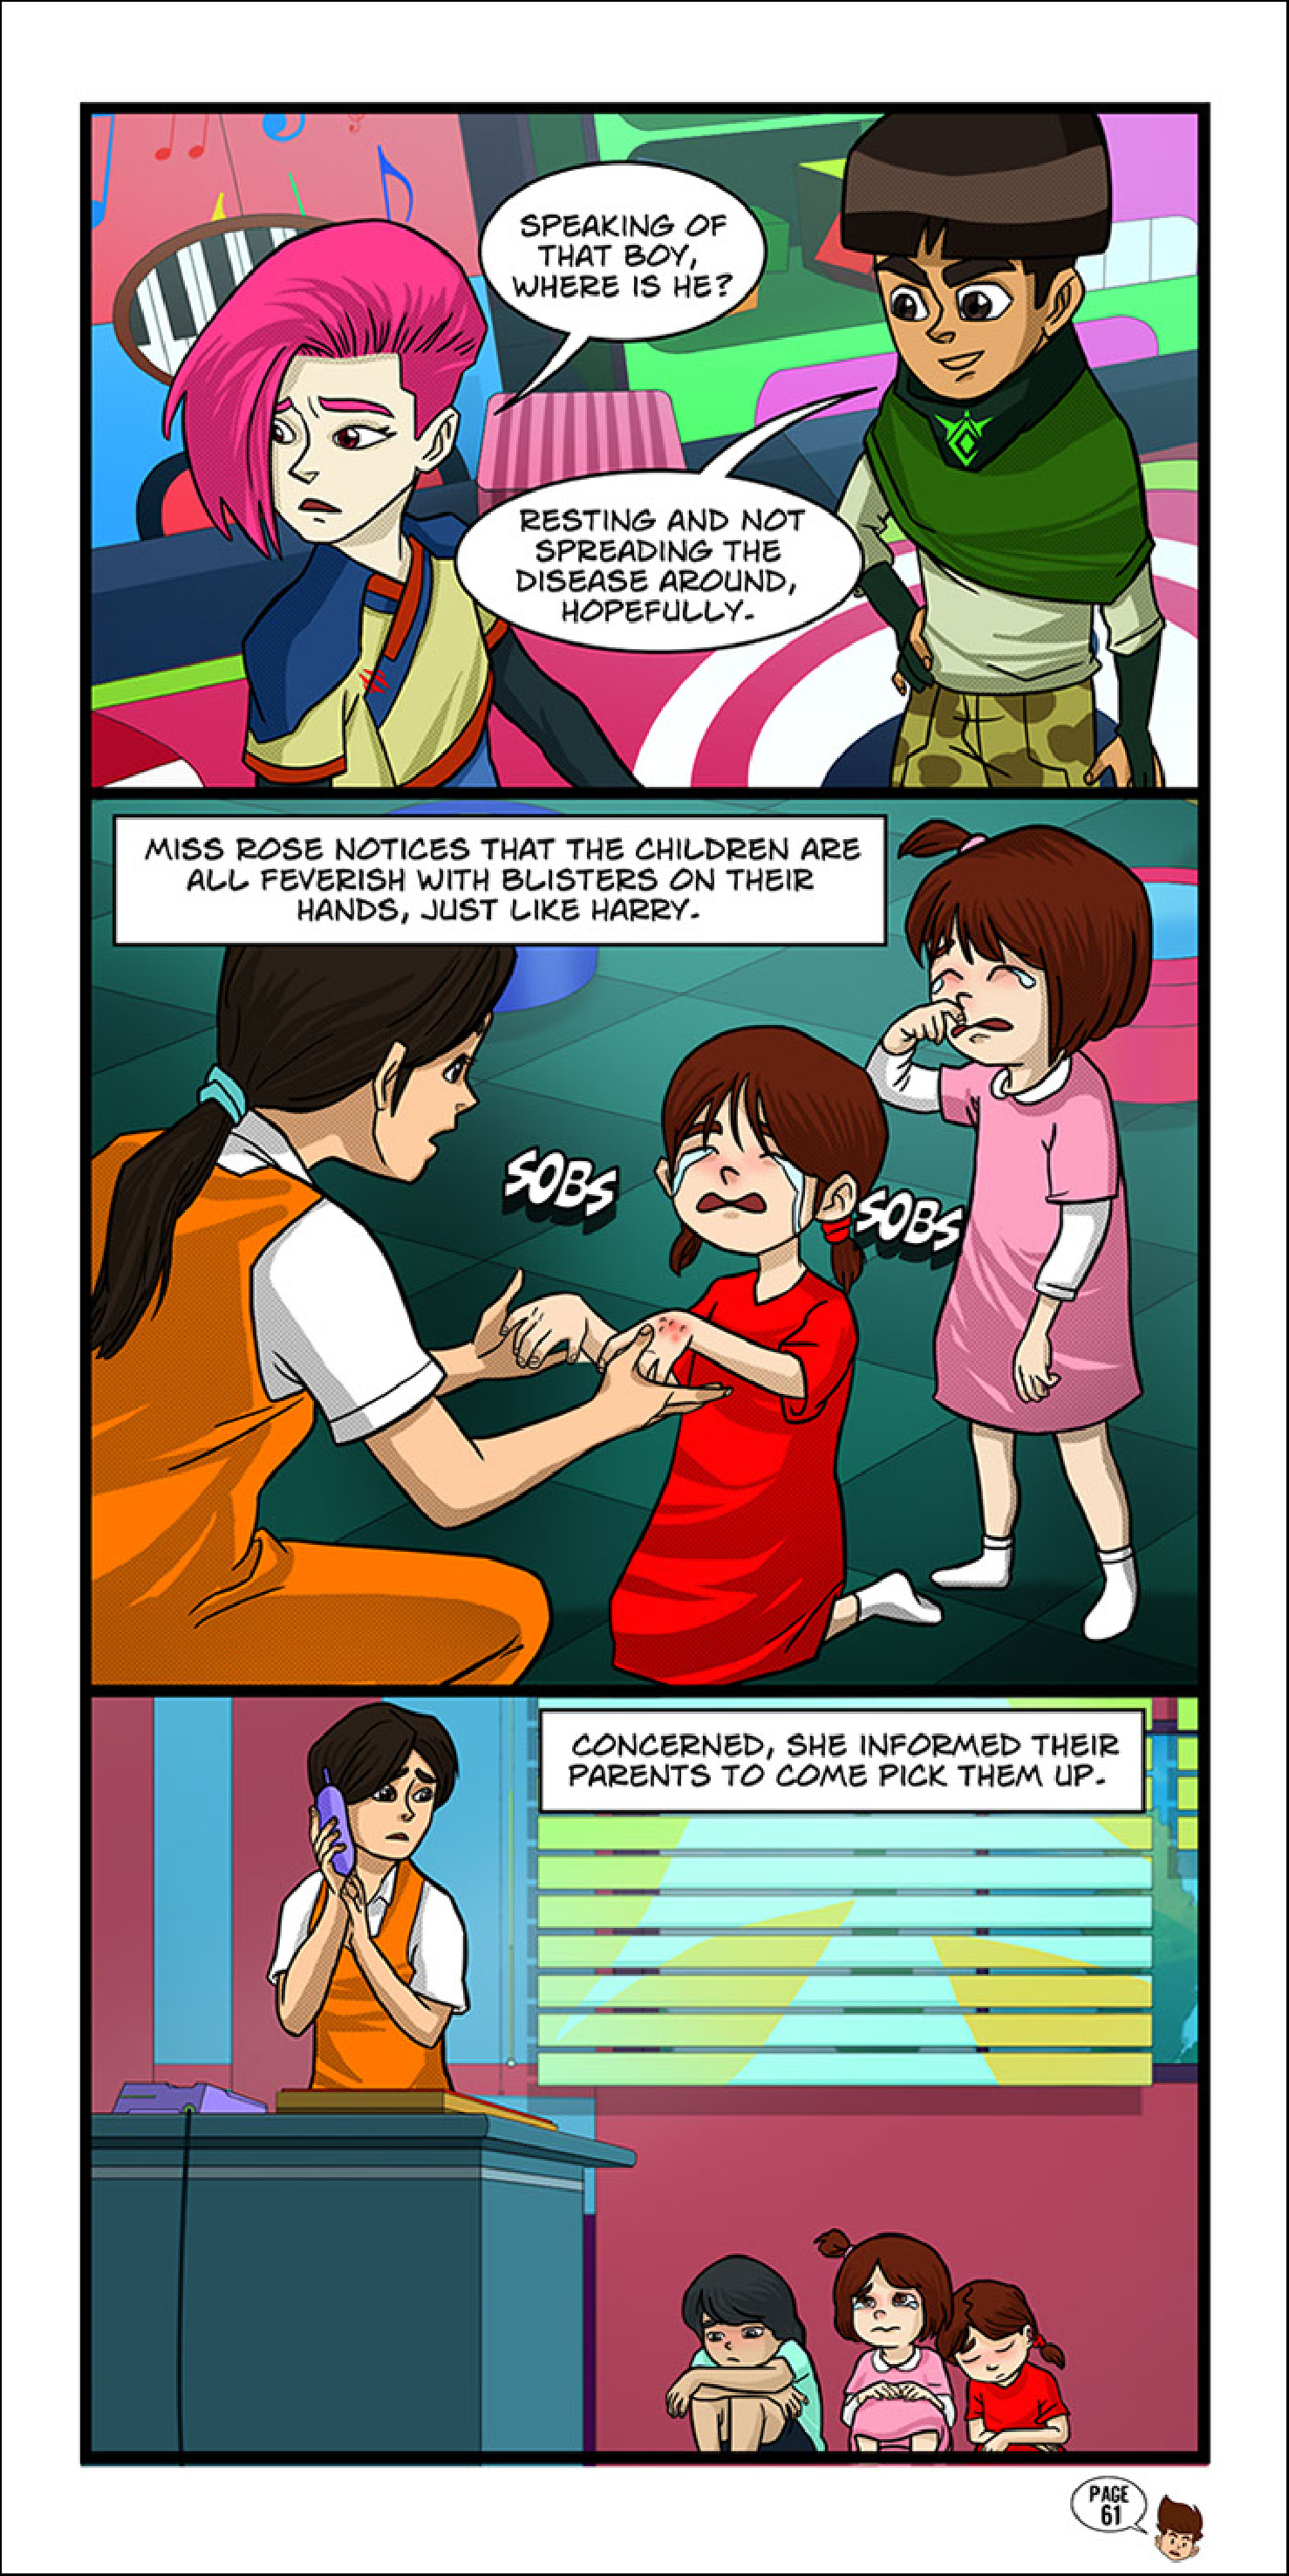 SPEAKING OF
THAT BOY,
WHERE IS HE?
RESTING AND NOT
SPREADING THE
DISEASE AROUND,
HOPEFULLY.
MISS ROSE NOTICES THAT THE CHILDREN ARE
ALL FEVERISH WITH BLISTERS ON THEIR
HANDS, JUST LIKE HARRY.
SOBS
SOBS
CONCERNED, SHE INFORMED THEIR
PARENTS TO COME PICK THEM UP.
PAGE
61